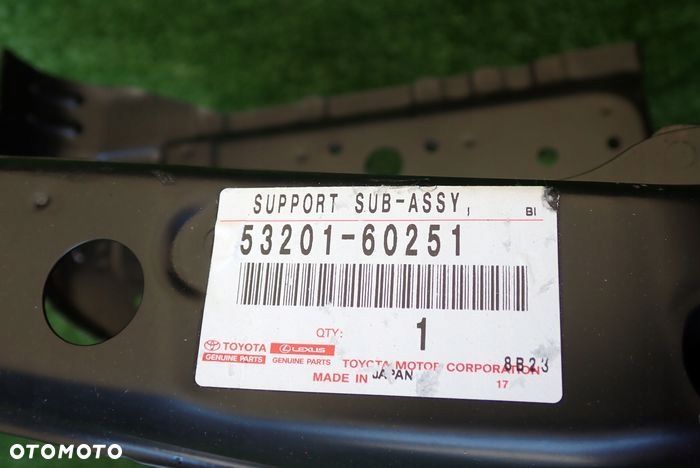 SUPPORT SUB-ASSY, BI
53201-60251
QTY: 1
TOYOTA LEXUS
GENUINE PARTS GENUINE PARTS TOYOTA MOTOR CORPORATION 8B23
MADE IN JAPAN 17
OTOMOTO